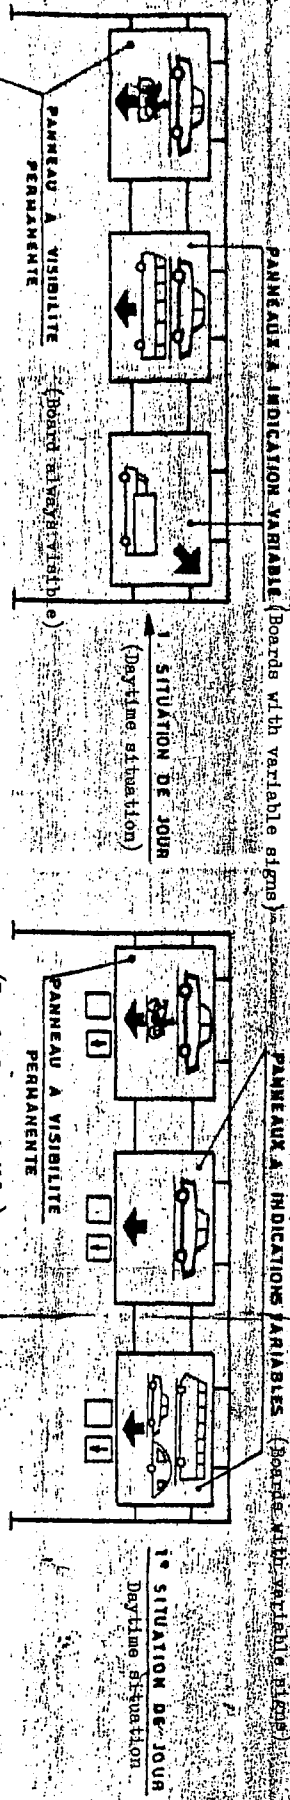 PANNEAUX À INDICATION VARIABLE (Boards with variable signs)
PANNEAU À VISIBILITE
PERMANENTE
(Board always visible)
1. SITUATION DE JOUR
(Daytime situation)
PANNEAUX À INDICATIONS VARIABLES (Boards with variable signs)
PANNEAU À VISIBILITE
PERMANENTE
1° SITUATION DE JOUR
Daytime situation